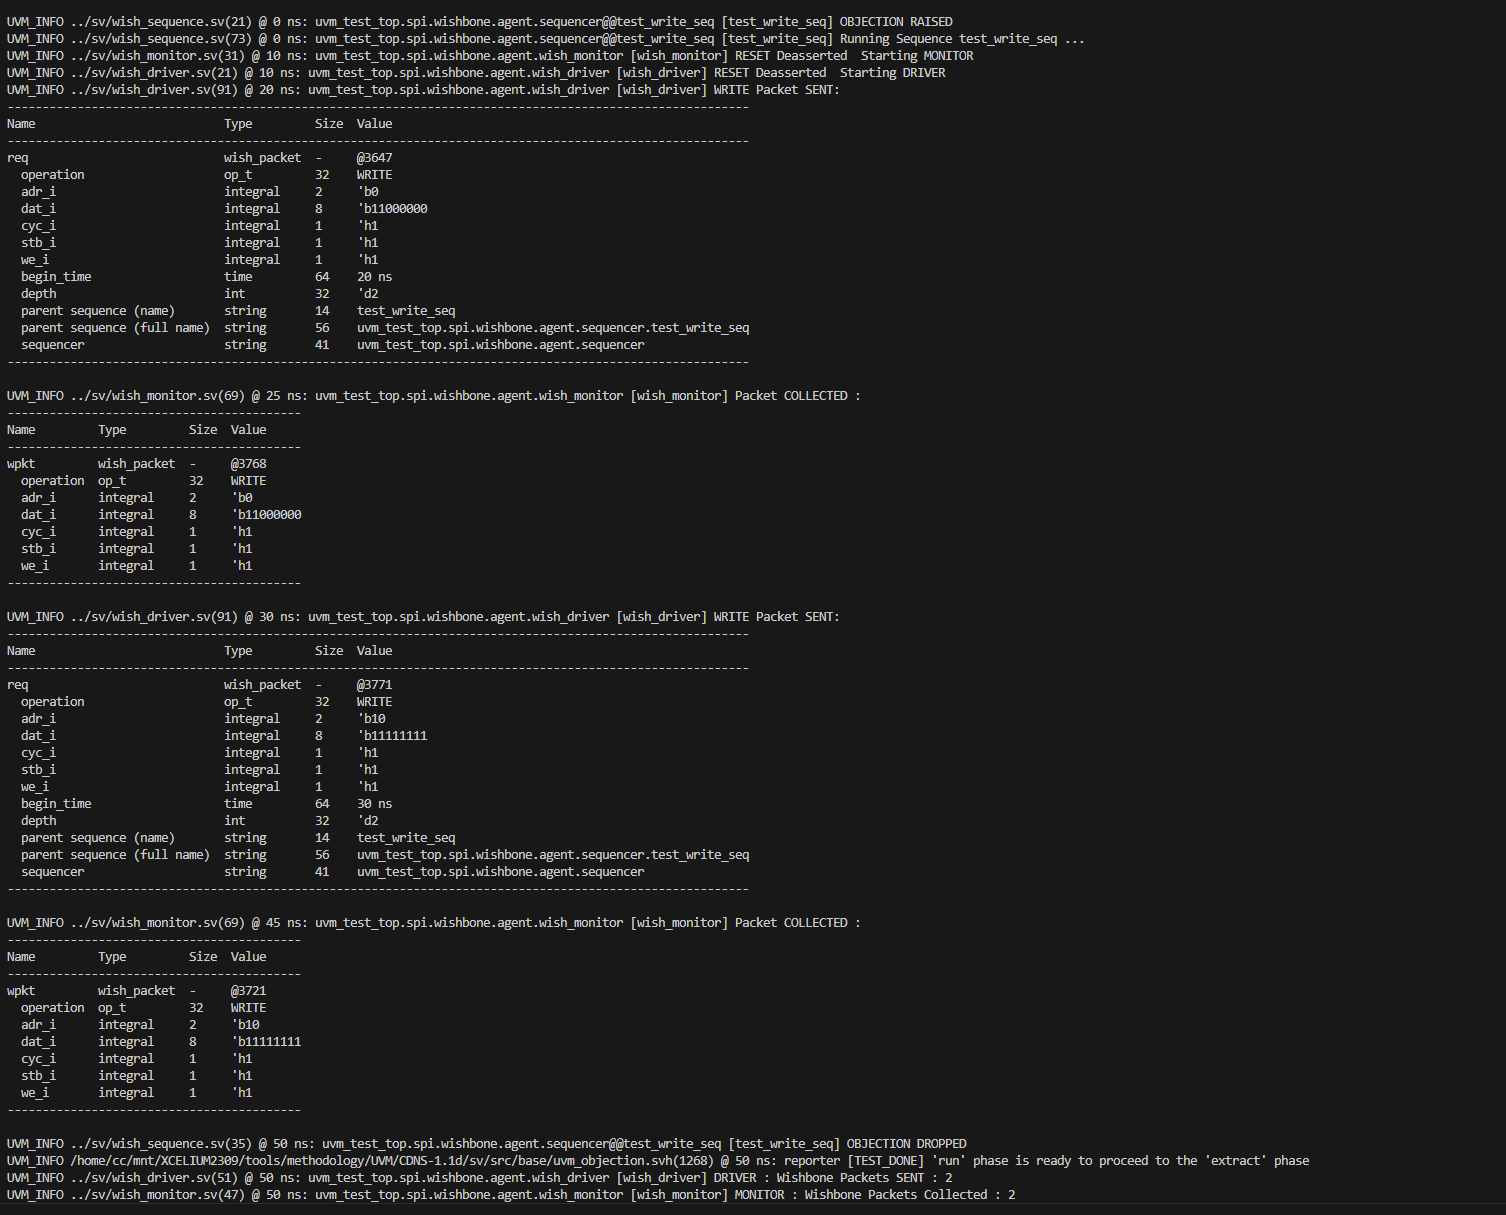 UVM_INFO ../sv/wish_sequence.sv(21) @ 0 ns: uvm_test_top.spi.wishbone.agent.sequencer@@test_write_seq [test_write_seq] OBJECTION RAISED
UVM_INFO ../sv/wish_sequence.sv(73) @ 0 ns: uvm_test_top.spi.wishbone.agent.sequencer@@test_write_seq [test_write_seq] Running Sequence test_write_seq ...
UVM_INFO ../sv/wish_monitor.sv(31) @ 10 ns: uvm_test_top.spi.wishbone.agent.wish_monitor [wish_monitor] RESET Deasserted  Starting MONITOR
UVM_INFO ../sv/wish_driver.sv(21) @ 10 ns: uvm_test_top.spi.wishbone.agent.wish_driver [wish_driver] RESET Deasserted  Starting DRIVER
UVM_INFO ../sv/wish_driver.sv(91) @ 20 ns: uvm_test_top.spi.wishbone.agent.wish_driver [wish_driver] WRITE Packet SENT:
----------------------------------------------------------------------------------------------------------
Name                           Type         Size  Value
----------------------------------------------------------------------------------------------------------
req                            wish_packet  -     @3647
  operation                    op_t         32    WRITE
  adr_i                        integral     2     'b0
  dat_i                        integral     8     'b11000000
  cyc_i                        integral     1     'h1
  stb_i                        integral     1     'h1
  we_i                         integral     1     'h1
  begin_time                   time         64    20 ns
  depth                        int          32    'd2
  parent sequence (name)       string       14    test_write_seq
  parent sequence (full name)  string       56    uvm_test_top.spi.wishbone.agent.sequencer.test_write_seq
  sequencer                    string       41    uvm_test_top.spi.wishbone.agent.sequencer
----------------------------------------------------------------------------------------------------------
UVM_INFO ../sv/wish_monitor.sv(69) @ 25 ns: uvm_test_top.spi.wishbone.agent.wish_monitor [wish_monitor] Packet COLLECTED :
------------------------------------------
Name         Type         Size  Value
------------------------------------------
wpkt         wish_packet  -     @3768
  operation  op_t         32    WRITE
  adr_i      integral     2     'b0
  dat_i      integral     8     'b11000000
  cyc_i      integral     1     'h1
  stb_i      integral     1     'h1
  we_i       integral     1     'h1
------------------------------------------
UVM_INFO ../sv/wish_driver.sv(91) @ 30 ns: uvm_test_top.spi.wishbone.agent.wish_driver [wish_driver] WRITE Packet SENT:
----------------------------------------------------------------------------------------------------------
Name                           Type         Size  Value
----------------------------------------------------------------------------------------------------------
req                            wish_packet  -     @3771
  operation                    op_t         32    WRITE
  adr_i                        integral     2     'b10
  dat_i                        integral     8     'b11111111
  cyc_i                        integral     1     'h1
  stb_i                        integral     1     'h1
  we_i                         integral     1     'h1
  begin_time                   time         64    30 ns
  depth                        int          32    'd2
  parent sequence (name)       string       14    test_write_seq
  parent sequence (full name)  string       56    uvm_test_top.spi.wishbone.agent.sequencer.test_write_seq
  sequencer                    string       41    uvm_test_top.spi.wishbone.agent.sequencer
----------------------------------------------------------------------------------------------------------
UVM_INFO ../sv/wish_monitor.sv(69) @ 45 ns: uvm_test_top.spi.wishbone.agent.wish_monitor [wish_monitor] Packet COLLECTED :
------------------------------------------
Name         Type         Size  Value
------------------------------------------
wpkt         wish_packet  -     @3721
  operation  op_t         32    WRITE
  adr_i      integral     2     'b10
  dat_i      integral     8     'b11111111
  cyc_i      integral     1     'h1
  stb_i      integral     1     'h1
  we_i       integral     1     'h1
------------------------------------------
UVM_INFO ../sv/wish_sequence.sv(35) @ 50 ns: uvm_test_top.spi.wishbone.agent.sequencer@@test_write_seq [test_write_seq] OBJECTION DROPPED
UVM_INFO /home/cc/mnt/XCELIUM2309/tools/methodology/UVM/CDNS-1.1d/sv/src/base/uvm_objection.svh(1268) @ 50 ns: reporter [TEST_DONE] 'run' phase is ready to proceed to the 'extract' phase
UVM_INFO ../sv/wish_driver.sv(51) @ 50 ns: uvm_test_top.spi.wishbone.agent.wish_driver [wish_driver] DRIVER : Wishbone Packets SENT : 2
UVM_INFO ../sv/wish_monitor.sv(47) @ 50 ns: uvm_test_top.spi.wishbone.agent.wish_monitor [wish_monitor] MONITOR : Wishbone Packets Collected : 2